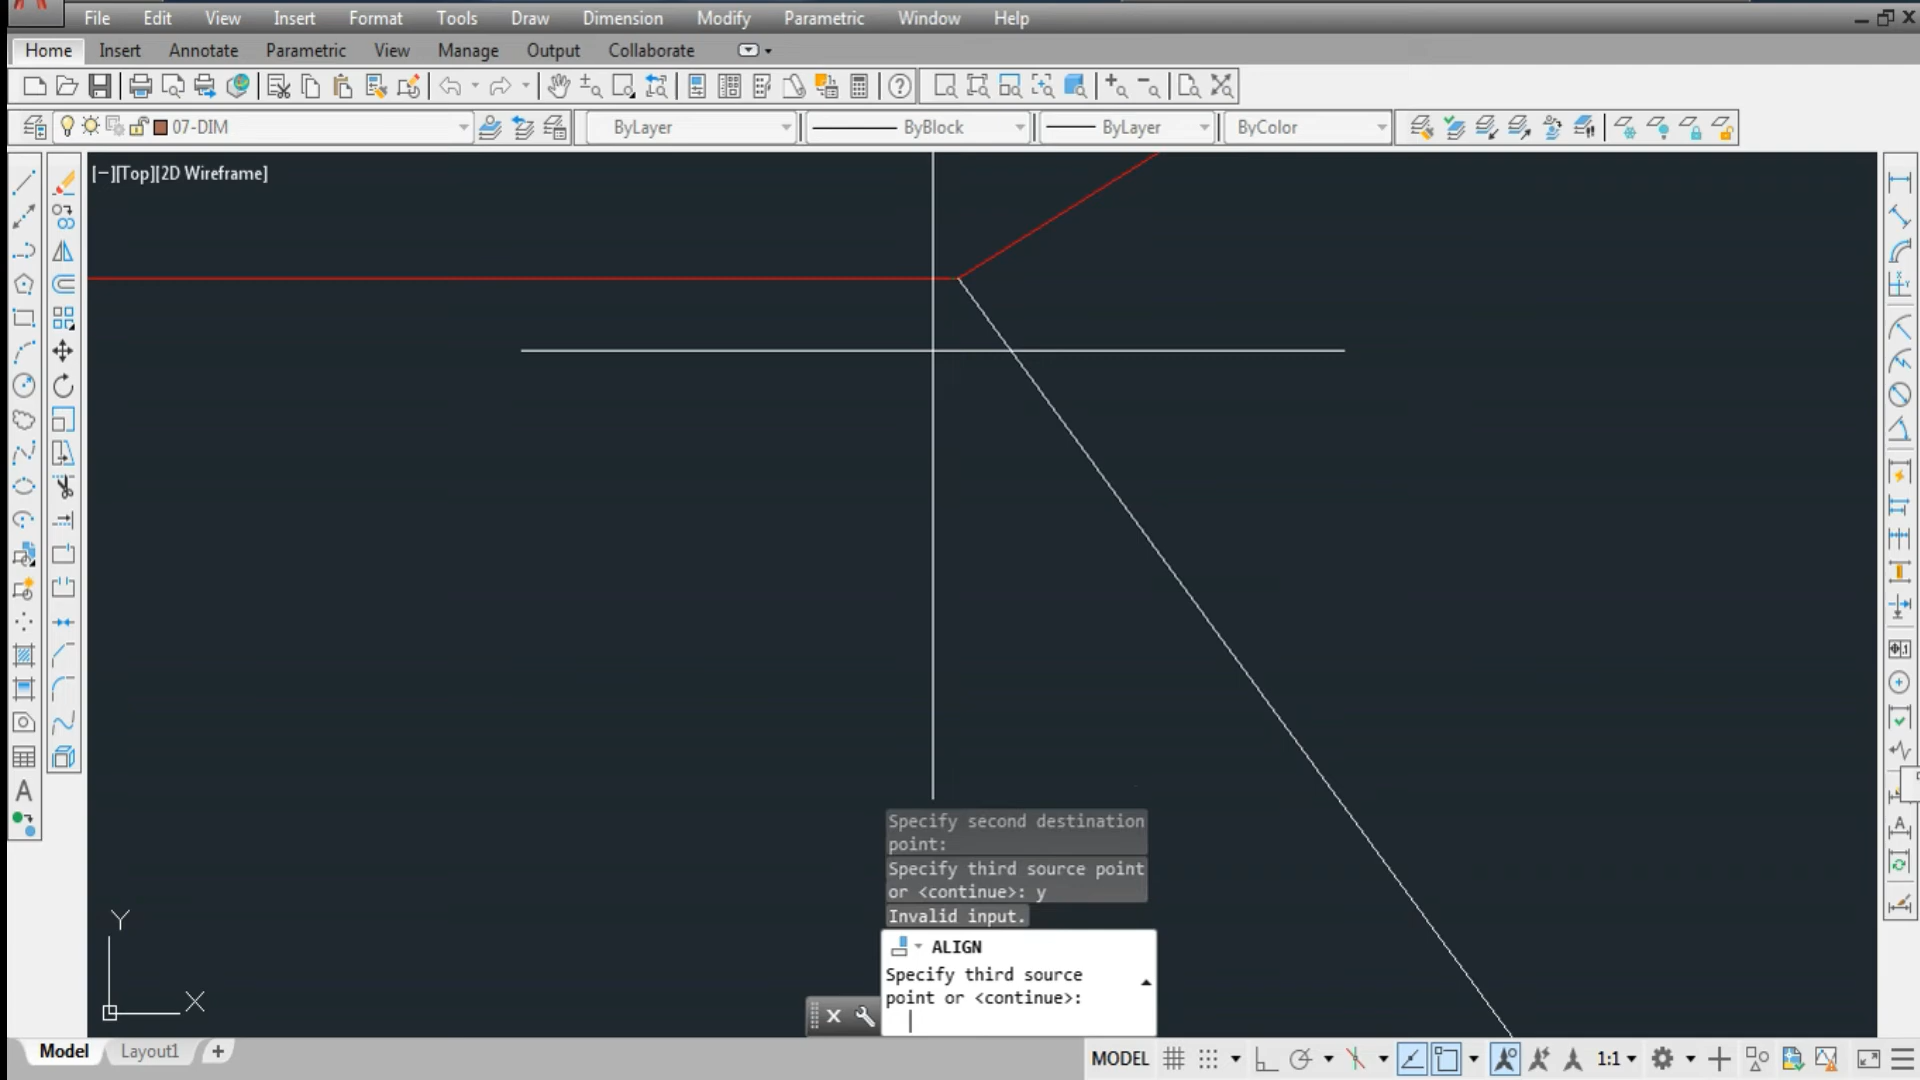 File Edit View Insert Format Tools Draw Dimension Modify Parametric Window Help
Home Insert Annotate Parametric View Manage Output Collaborate
07-DIM ByLayer ByBlock ByLayer ByColor
[−][Top][2D Wireframe]
Specify second destination
point:
Specify third source point
or <continue>: y
Invalid input.
ALIGN
Specify third source
point or <continue>:
Y
X
Model Layout1 +
MODEL 1:1